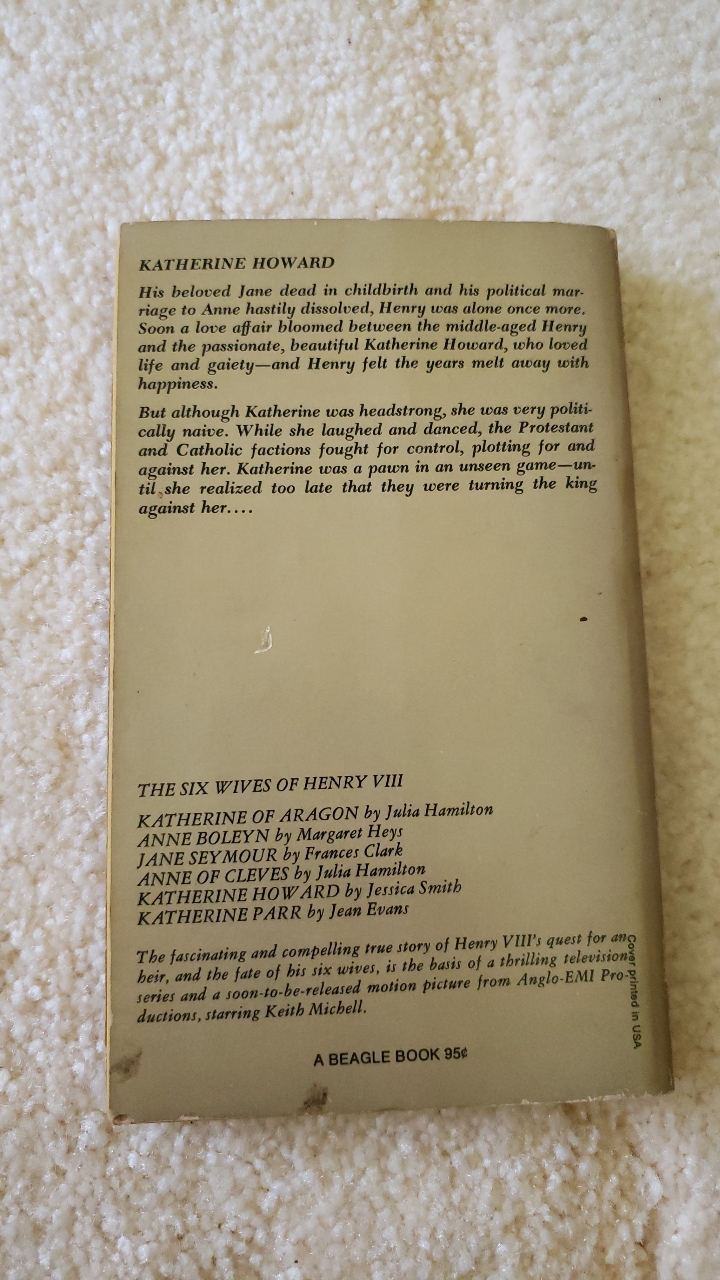 KATHERINE HOWARD
His beloved Jane dead in childbirth and his political mar-
riage to Anne hastily dissolved, Henry was alone once more.
Soon a love affair bloomed between the middle-aged Henry
and the passionate, beautiful Katherine Howard, who loved
life and gaiety—and Henry felt the years melt away with
happiness.
But although Katherine was headstrong, she was very politi-
cally naive. While she laughed and danced, the Protestant
and Catholic factions fought for control, plotting for and
against her. Katherine was a pawn in an unseen game—un-
til she realized too late that they were turning the king
against her....
THE SIX WIVES OF HENRY VIII
KATHERINE OF ARAGON by Julia Hamilton
ANNE BOLEYN by Margaret Heys
JANE SEYMOUR by Frances Clark
ANNE OF CLEVES by Julia Hamilton
KATHERINE HOWARD by Jessica Smith
KATHERINE PARR by Jean Evans
The fascinating and compelling true story of Henry VIII's quest for an
heir, and the fate of his six wives, is the basis of a thrilling television
series and a soon-to-be-released motion picture from Anglo-EMI Pro-
ductions, starring Keith Michell.
Cover printed in USA
A BEAGLE BOOK 95¢